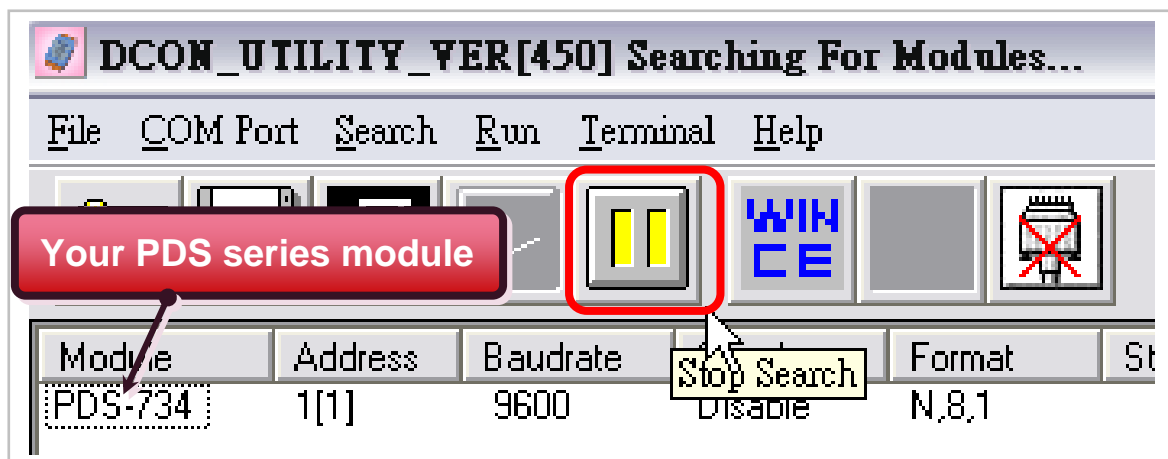 DCON_UTILITY_VER[450] Searching For Modules...
File COM Port Search Run Terminal Help
WIN
CE
Your PDS series module
Module Address Baudrate Format St
Stop Search
PDS-734 1[1] 9600 Disable N,8,1